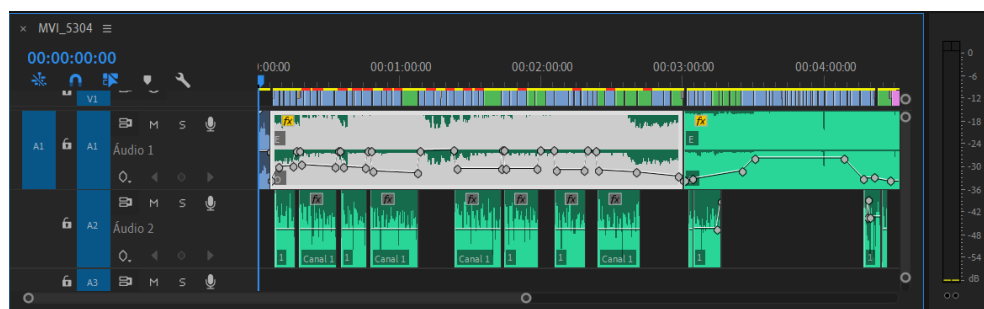 × MVI_5304 ≡
00:00:00:00
:00:00 00:01:00:00 00:02:00:00 00:03:00:00 00:04:00:00
V1
A1 A1 M S
Áudio 1
fx fx
E E
D
A2 M S
Áudio 2
fx fx fx fx fx fx
1 Canal 1 1 Canal 1 Canal 1 1 1 Canal 1 1 1
A3 M S
0
-6
-12
-18
-24
-30
-36
-42
-48
-54
dB